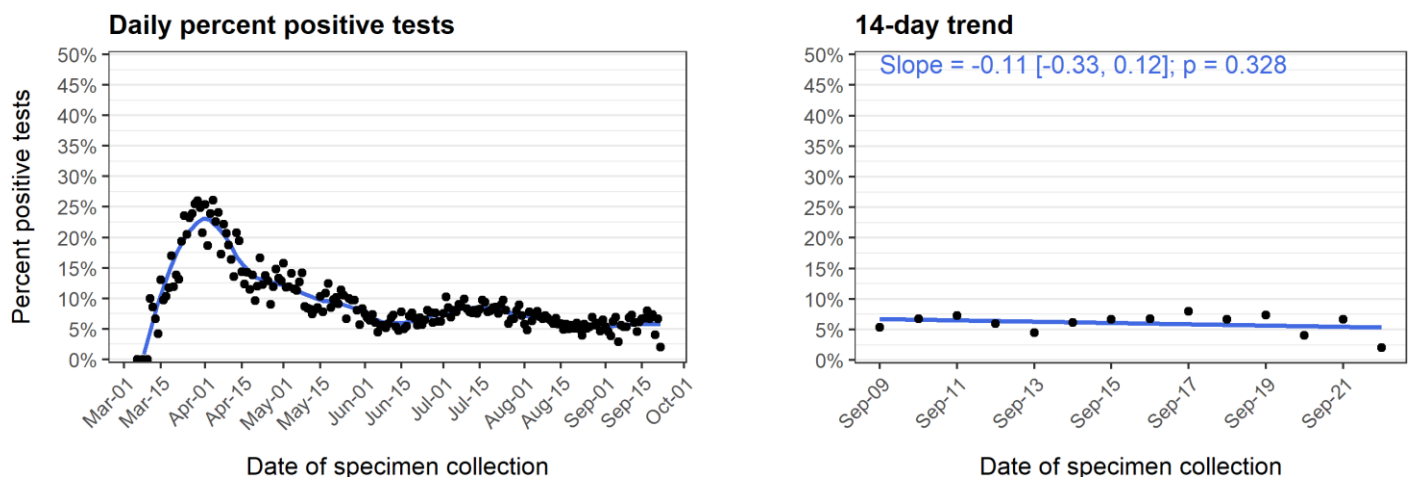 Daily percent positive tests
Percent positive tests
50%
45%
40%
35%
30%
25%
20%
15%
10%
5%
0%
Mar-01
Mar-15
Apr-01
Apr-15
May-01
May-15
Jun-01
Jun-15
Jul-01
Jul-15
Aug-01
Aug-15
Sep-01
Sep-15
Oct-01
Date of specimen collection
14-day trend
Slope = -0.11 [-0.33, 0.12]; p = 0.328
50%
45%
40%
35%
30%
25%
20%
15%
10%
5%
0%
Sep-09
Sep-11
Sep-13
Sep-15
Sep-17
Sep-19
Sep-21
Date of specimen collection